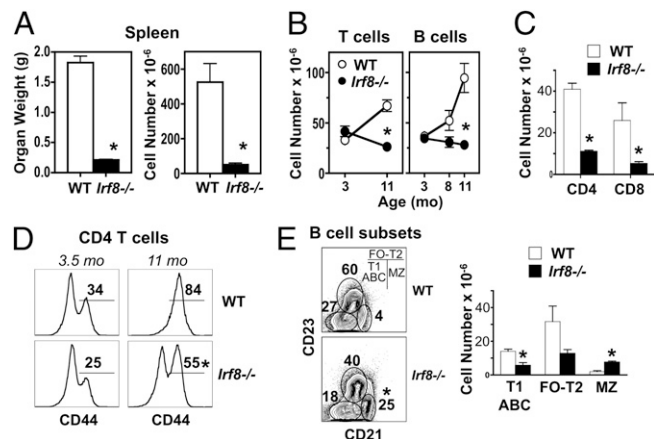 A
Spleen
Organ Weight (g)
2.0
1.5
1.0
0.5
0.0
*
WT Irf8-/-
Cell Number x 10-6
600
400
200
0
*
WT Irf8-/-
B
T cells
B cells
WT
Irf8-/-
Cell Number x 10-6
100
50
0
*
*
3 11 3 8 11
Age (mo)
C
WT
Irf8-/-
Cell Number x 10-6
40
20
0
*
*
CD4 CD8
D
CD4 T cells
3.5 mo 11 mo
34
84
WT
25
55*
Irf8-/-
CD44 CD44
E
B cell subsets
FO-T2
T1
ABC
MZ
60
27
4
WT
40
18
*
25
Irf8-/-
CD23
CD21
WT
Irf8-/-
Cell Number x 10-6
40
20
0
*
*
T1 FO-T2 MZ
ABC